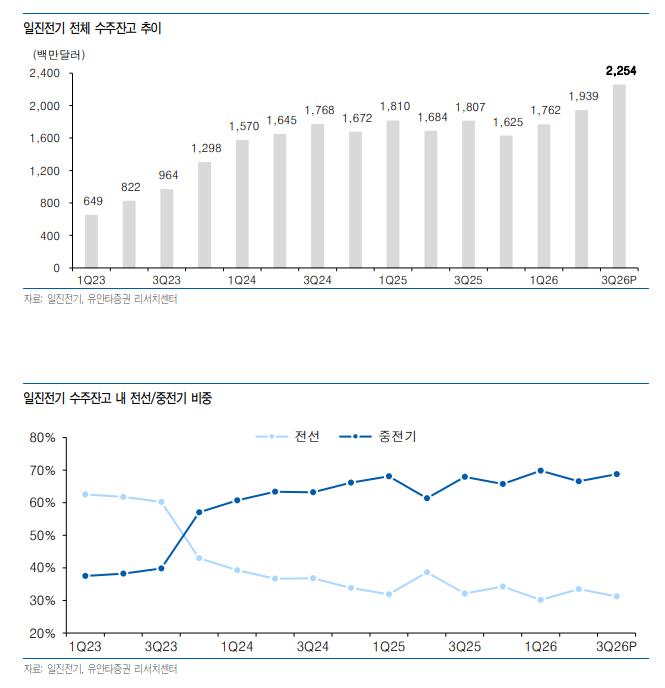 일진전기 전체 수주잔고 추이
(백만달러)
2,400
2,000
1,600
1,200
800
400
0
649
822
964
1,298
1,570
1,645
1,768
1,672
1,810
1,684
1,807
1,625
1,762
1,939
2,254
1Q23
3Q23
1Q24
3Q24
1Q25
3Q25
1Q26
3Q26P
자료: 일진전기, 유안타증권 리서치센터
일진전기 수주잔고 내 전선/중전기 비중
전선
중전기
80%
70%
60%
50%
40%
30%
20%
1Q23
3Q23
1Q24
3Q24
1Q25
3Q25
1Q26
3Q26P
자료: 일진전기, 유안타증권 리서치센터